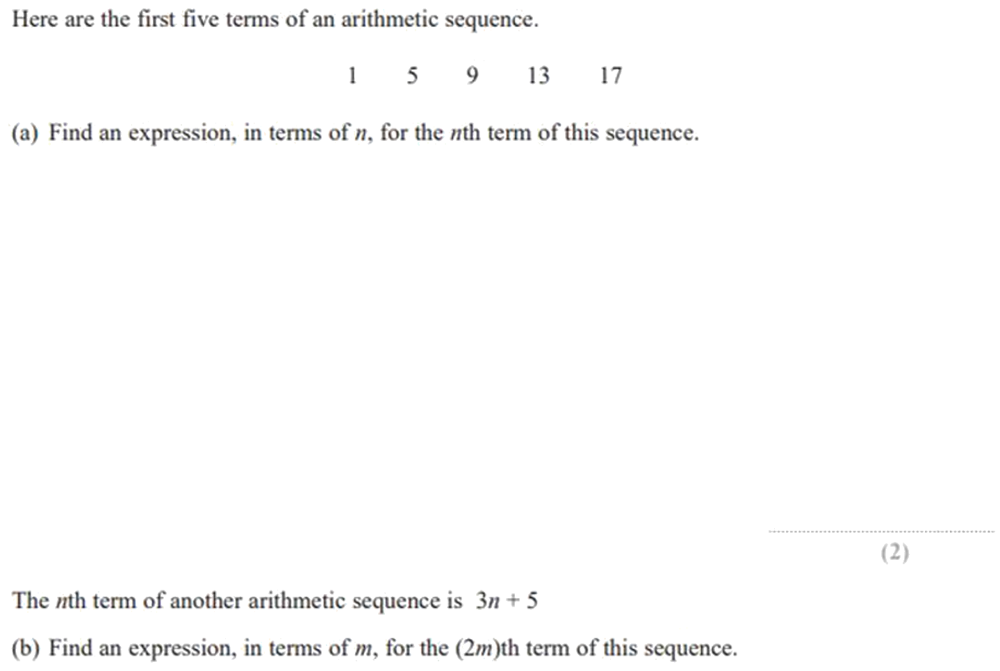 Here are the first five terms of an arithmetic sequence.
1 5 9 13 17
(a) Find an expression, in terms of n, for the nth term of this sequence.
(2)
The nth term of another arithmetic sequence is 3n + 5
(b) Find an expression, in terms of m, for the (2m)th term of this sequence.